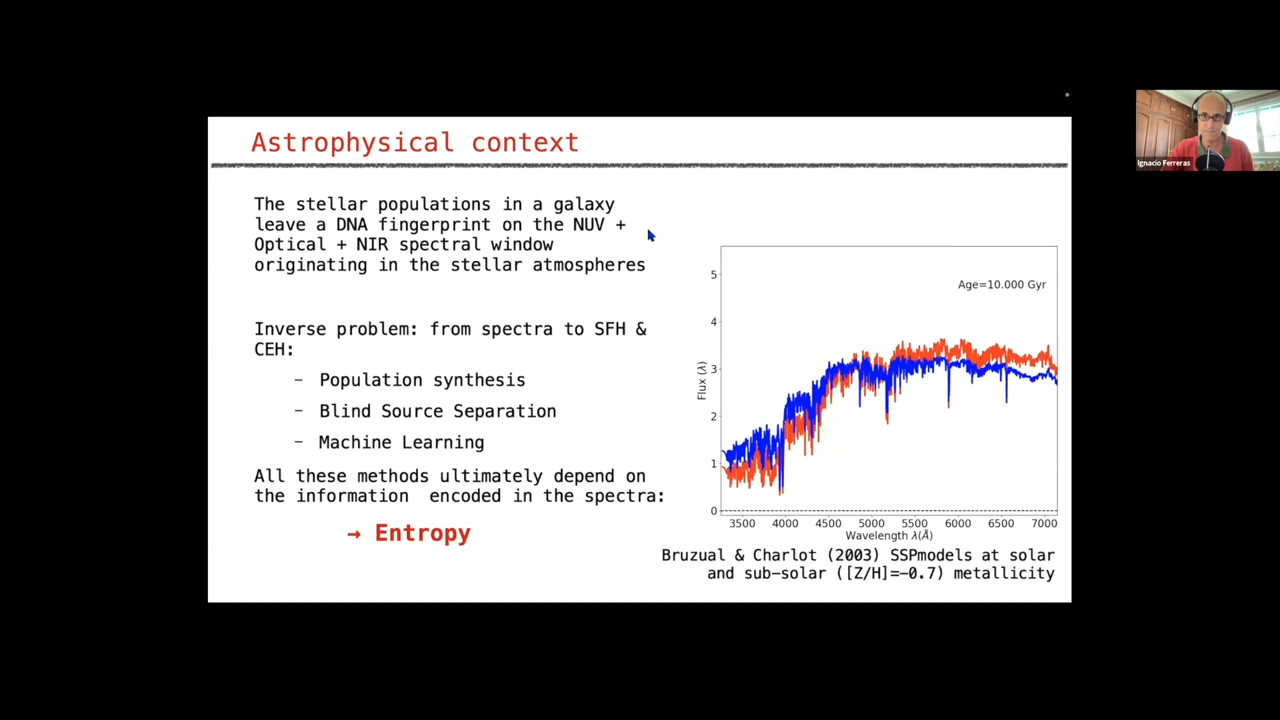 Astrophysical context
Ignacio Ferreras
The stellar populations in a galaxy
leave a DNA fingerprint on the NUV +
Optical + NIR spectral window
originating in the stellar atmospheres
Inverse problem: from spectra to SFH &
CEH:
– Population synthesis
– Blind Source Separation
– Machine Learning
All these methods ultimately depend on
the information encoded in the spectra:
→ Entropy
Age=10.000 Gyr
Flux (λ)
5
4
3
2
1
0
3500 4000 4500 5000 5500 6000 6500 7000
Wavelength λ(Å)
Bruzual & Charlot (2003) SSPmodels at solar
and sub-solar ([Z/H]=-0.7) metallicity